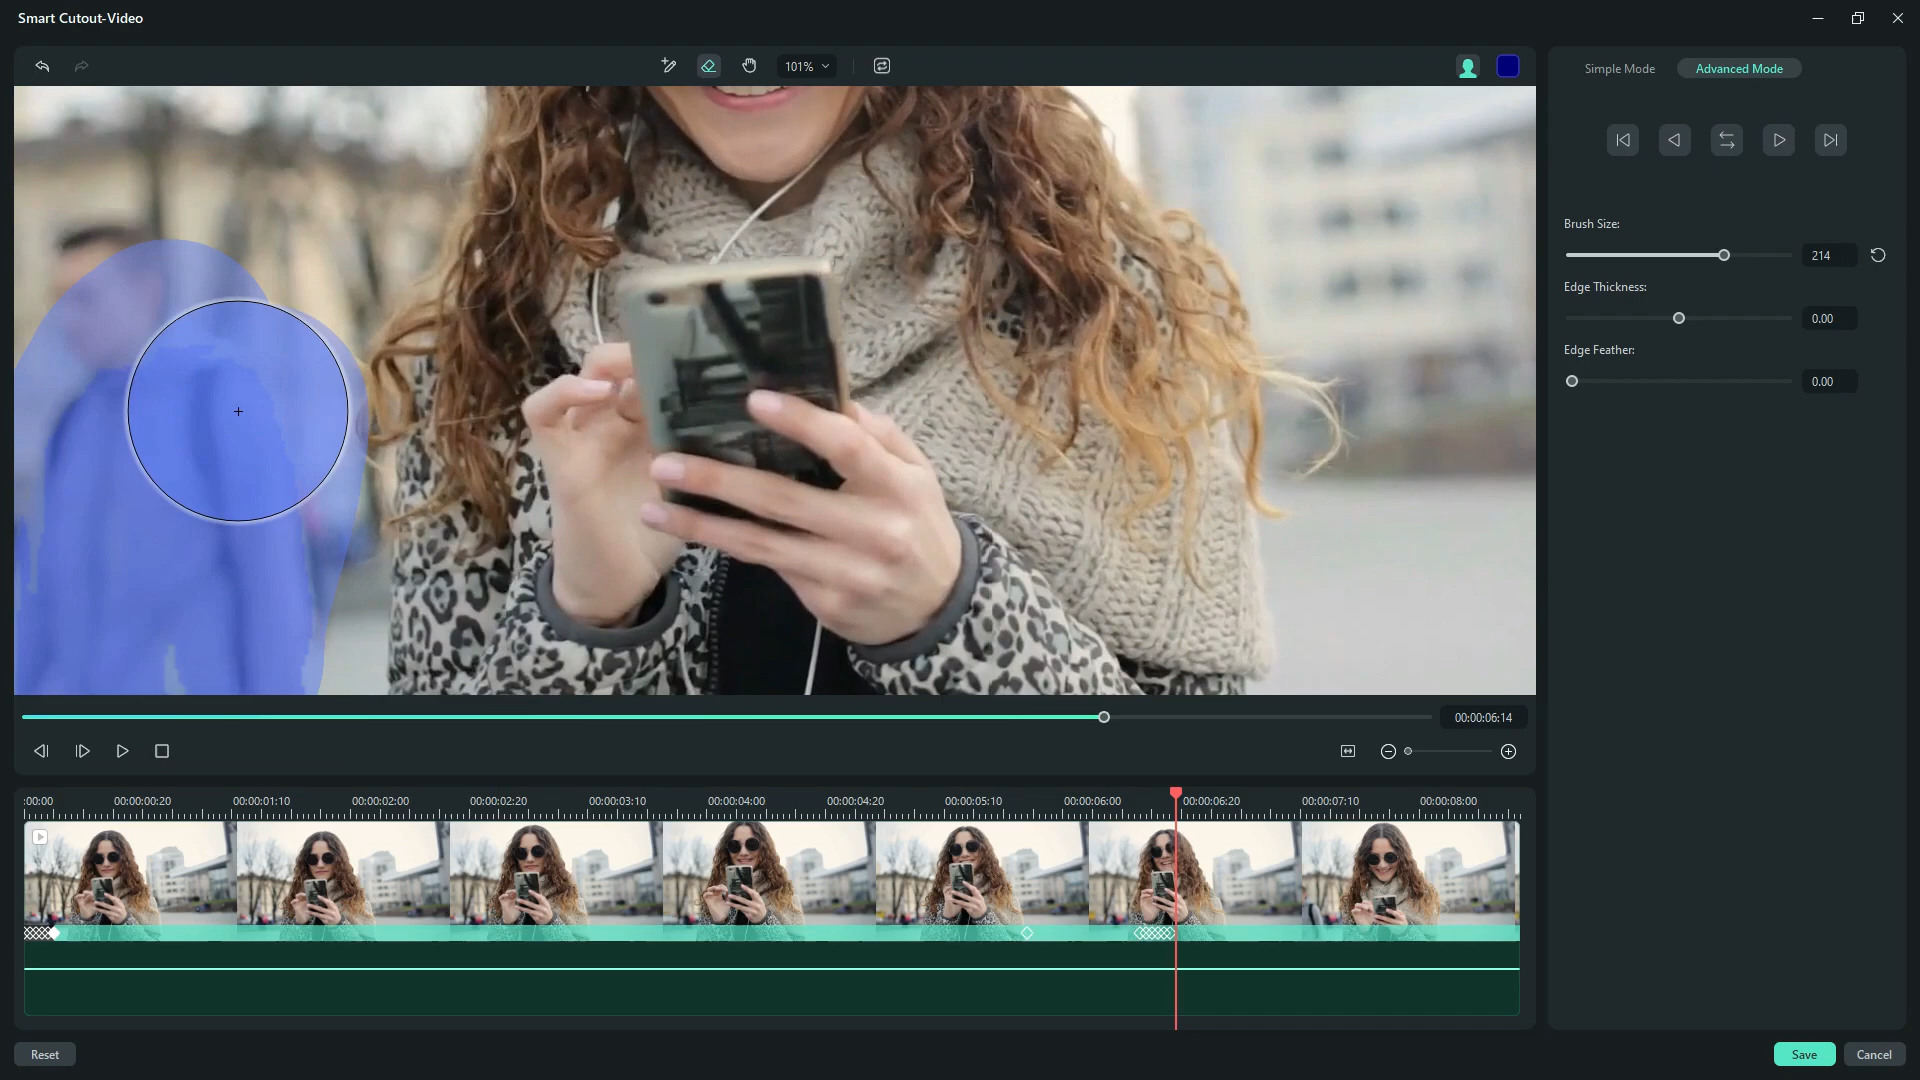 Smart Cutout-Video
101%
Simple Mode
Advanced Mode
Brush Size:
214
Edge Thickness:
0.00
Edge Feather:
0.00
00:00:06:14
:00:00
00:00:00:20
00:00:01:10
00:00:02:00
00:00:02:20
00:00:03:10
00:00:04:00
00:00:04:20
00:00:05:10
00:00:06:00
00:00:06:20
00:00:07:10
00:00:08:00
Reset
Save
Cancel